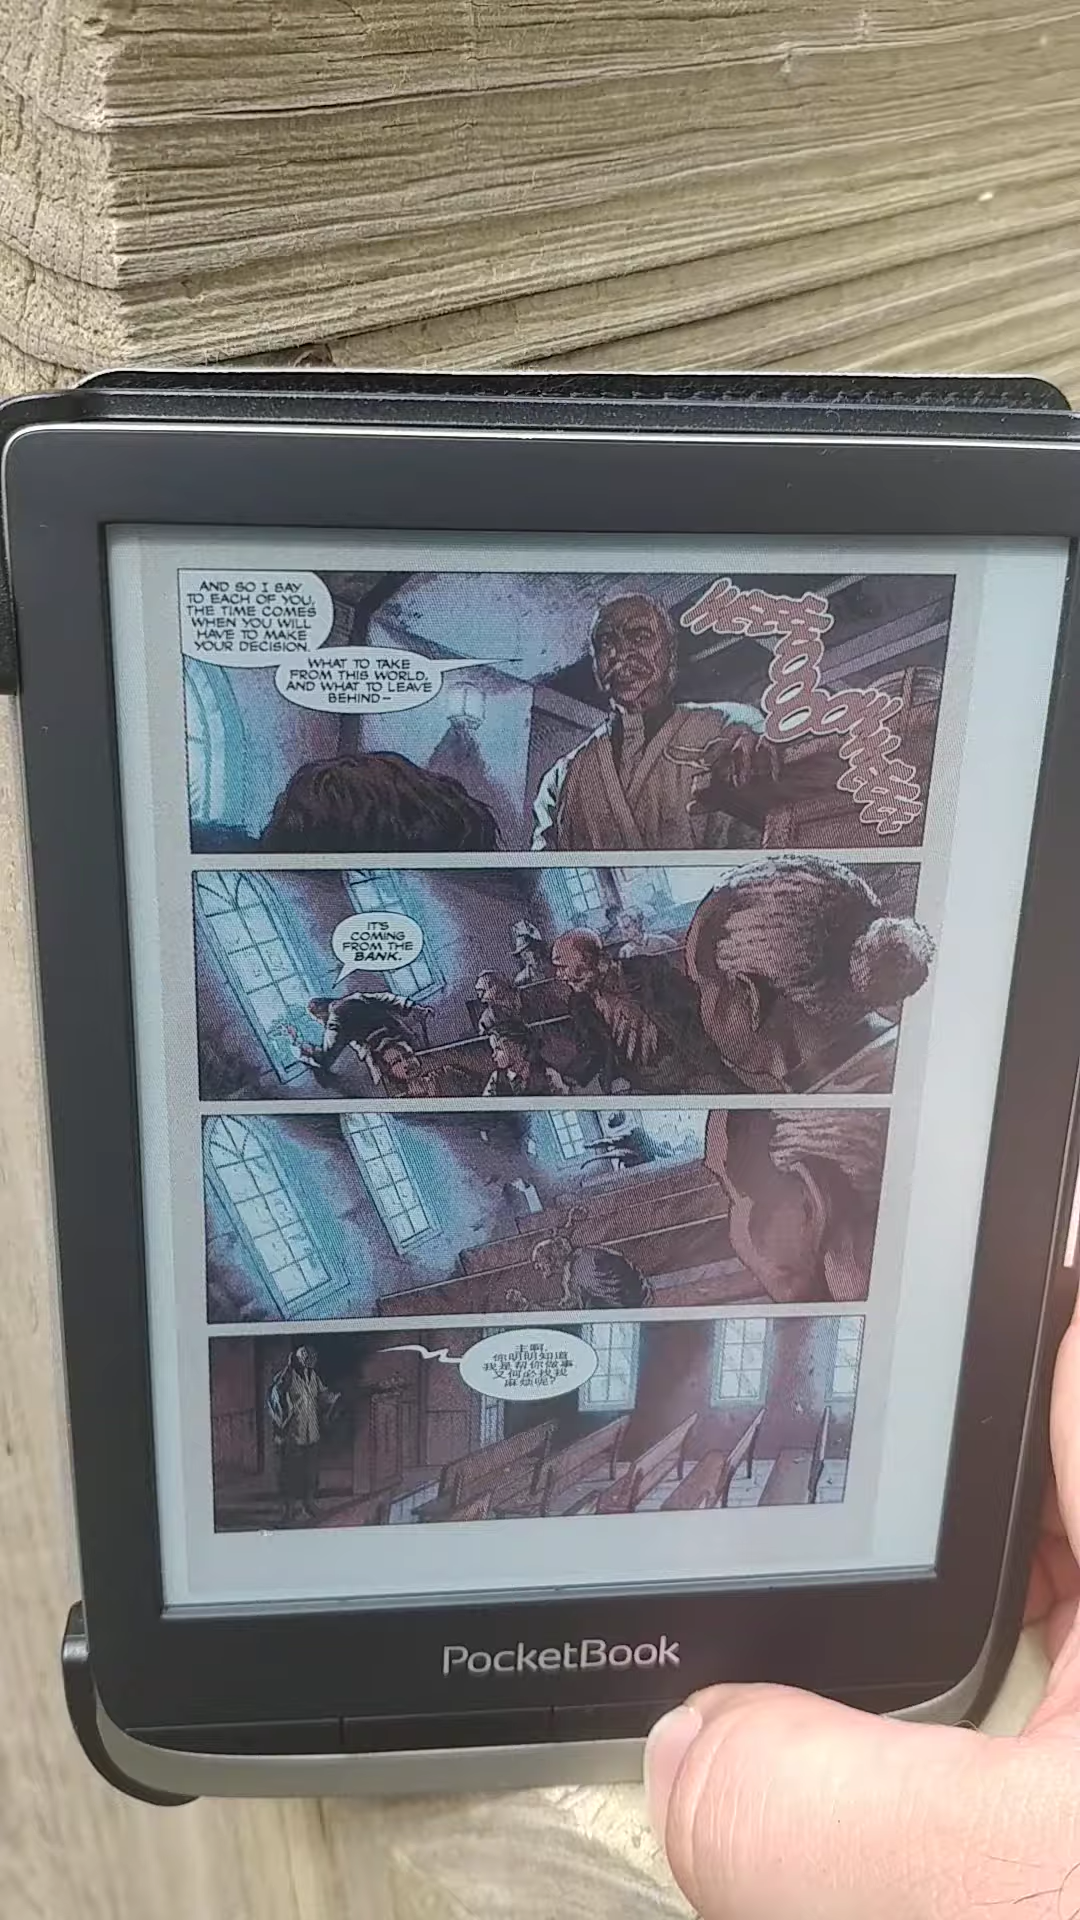 AND SO I SAY
TO EACH OF YOU,
THE TIME COMES
WHEN YOU WILL
HAVE TO MAKE
YOUR DECISION.
WHAT TO TAKE
FROM THIS WORLD,
AND WHAT TO LEAVE
BEHIND—
IT'S
COMING
FROM THE
BANK.
主啊,
你明明知道
我是帮你做事
又何必找我
麻烦呢?
PocketBook